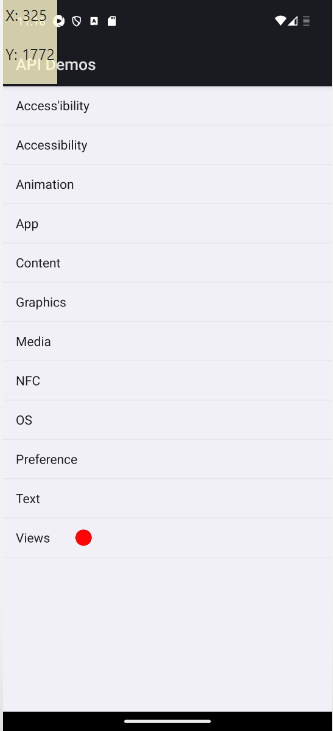 X: 325
Y: 1772
API Demos
Access'ibility
Accessibility
Animation
App
Content
Graphics
Media
NFC
OS
Preference
Text
Views